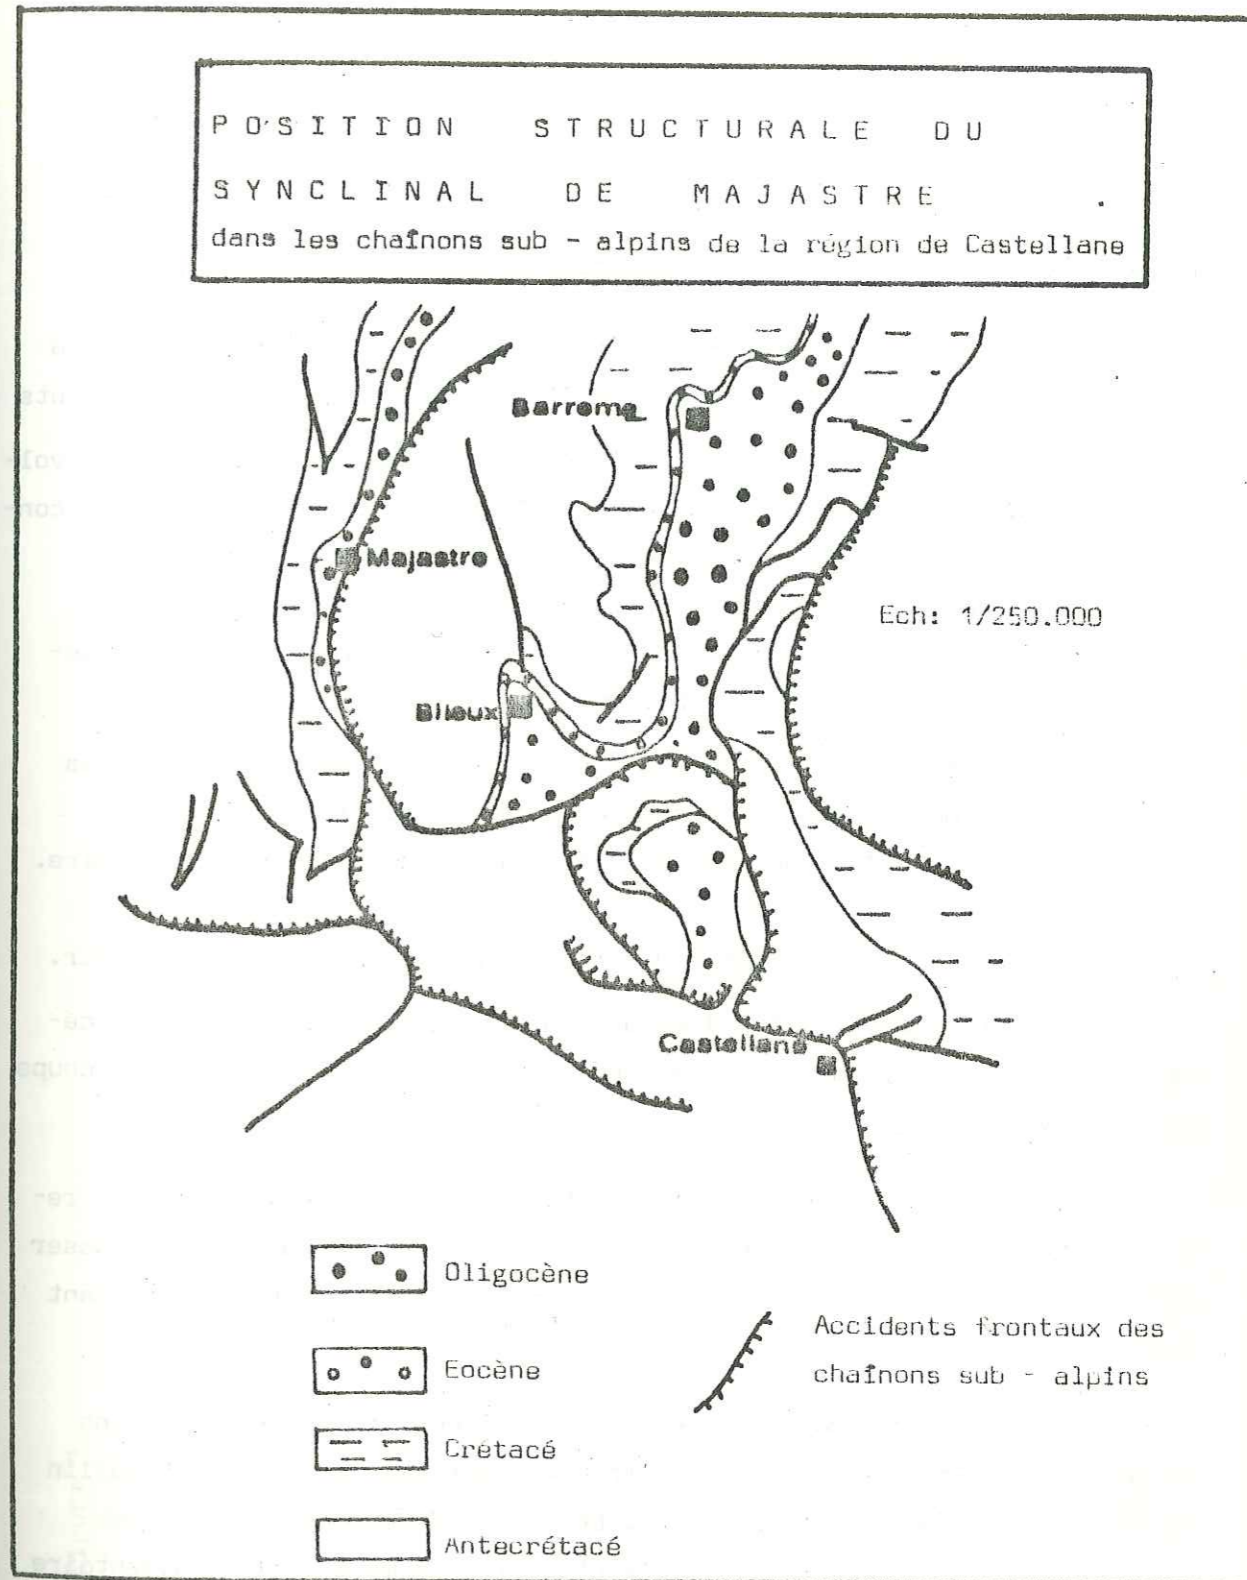 POSITION STRUCTURALE DU
SYNCLINAL DE MAJASTRE
dans les chaînons sub - alpins de la région de Castellane
Barreme
Majastre
Ech: 1/250.000
Blieux
Castellane
Oligocène
Eocène
Crétacé
Antecrétacé
Accidents frontaux des
chaînons sub - alpins